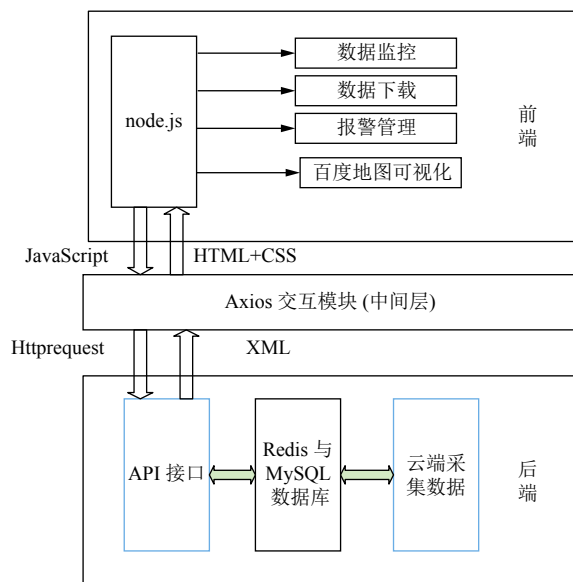 node.js
数据监控
数据下载
报警管理
百度地图可视化
前
端
JavaScript
HTML+CSS
Axios 交互模块 (中间层)
Httprequest
XML
API 接口
Redis 与
MySQL
数据库
云端采
集数据
后
端